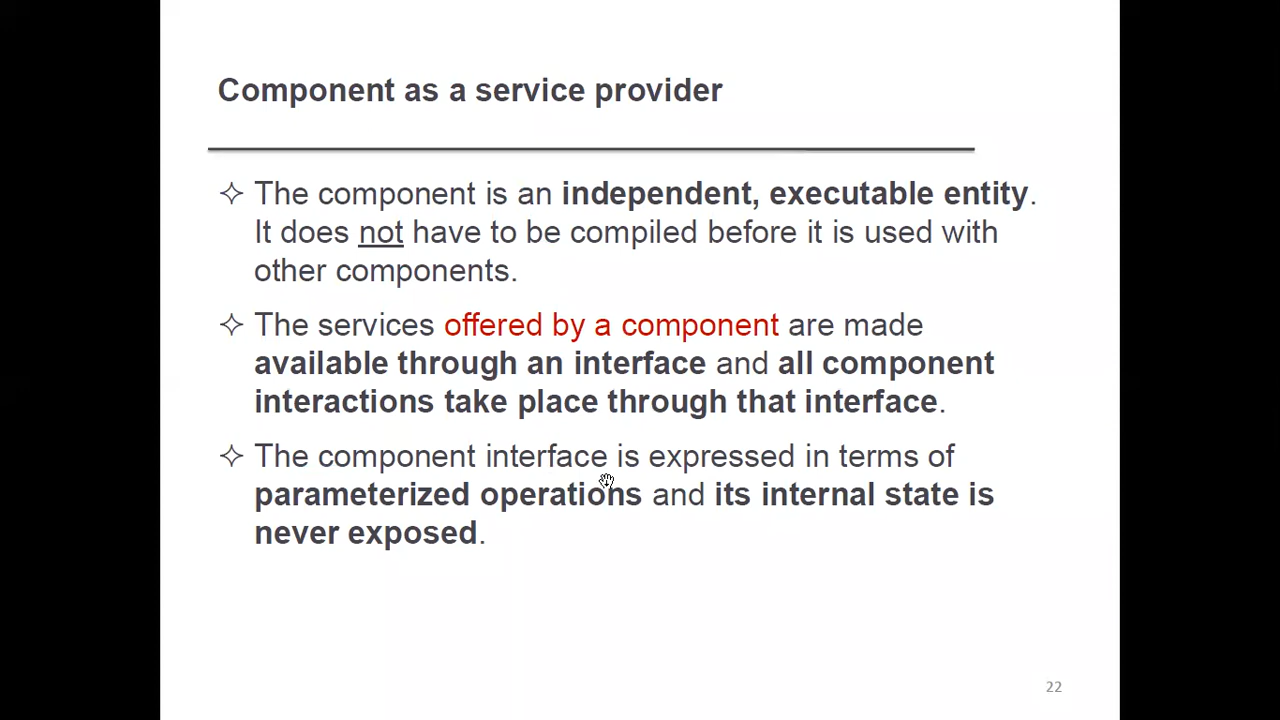 Component as a service provider
The component is an independent, executable entity.
It does not have to be compiled before it is used with
other components.
The services offered by a component are made
available through an interface and all component
interactions take place through that interface.
The component interface is expressed in terms of
parameterized operations and its internal state is
never exposed.
22